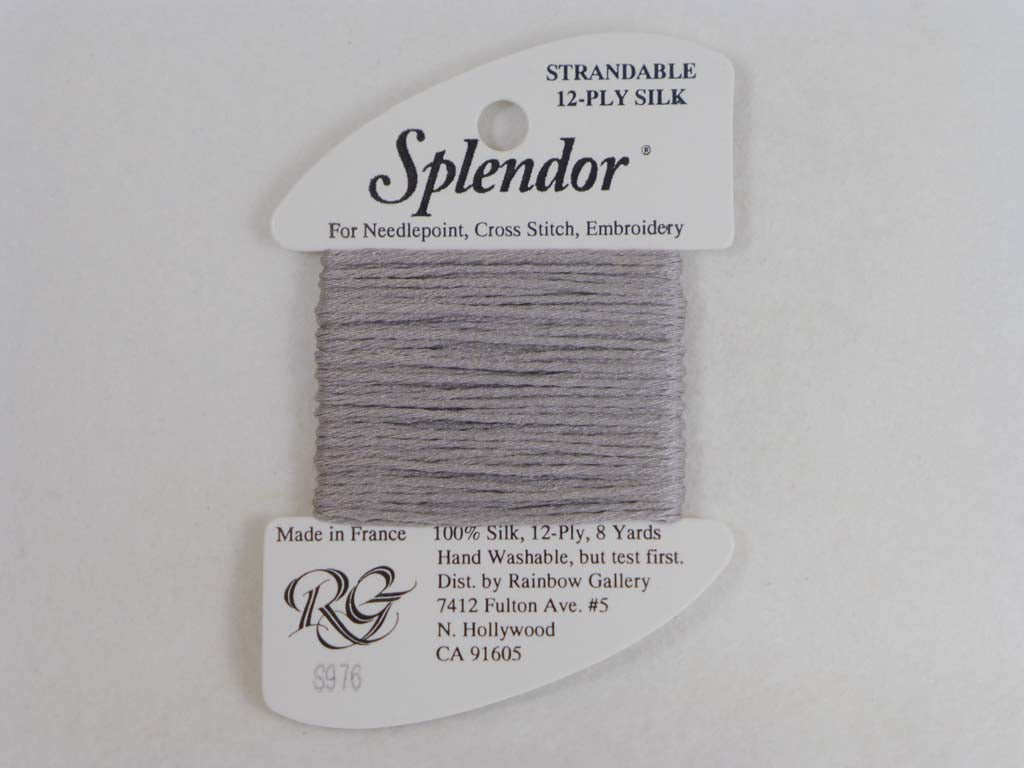 STRANDABLE
12-PLY SILK
Splendor®
For Needlepoint, Cross Stitch, Embroidery
Made in France
100% Silk, 12-Ply, 8 Yards
Hand Washable, but test first.
Dist. by Rainbow Gallery
7412 Fulton Ave. #5
N. Hollywood
CA 91605
RG
S976